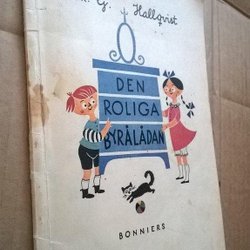 G. Hallqvist
DEN
ROLIGA
BYRÅLÅDAN
BONNIERS